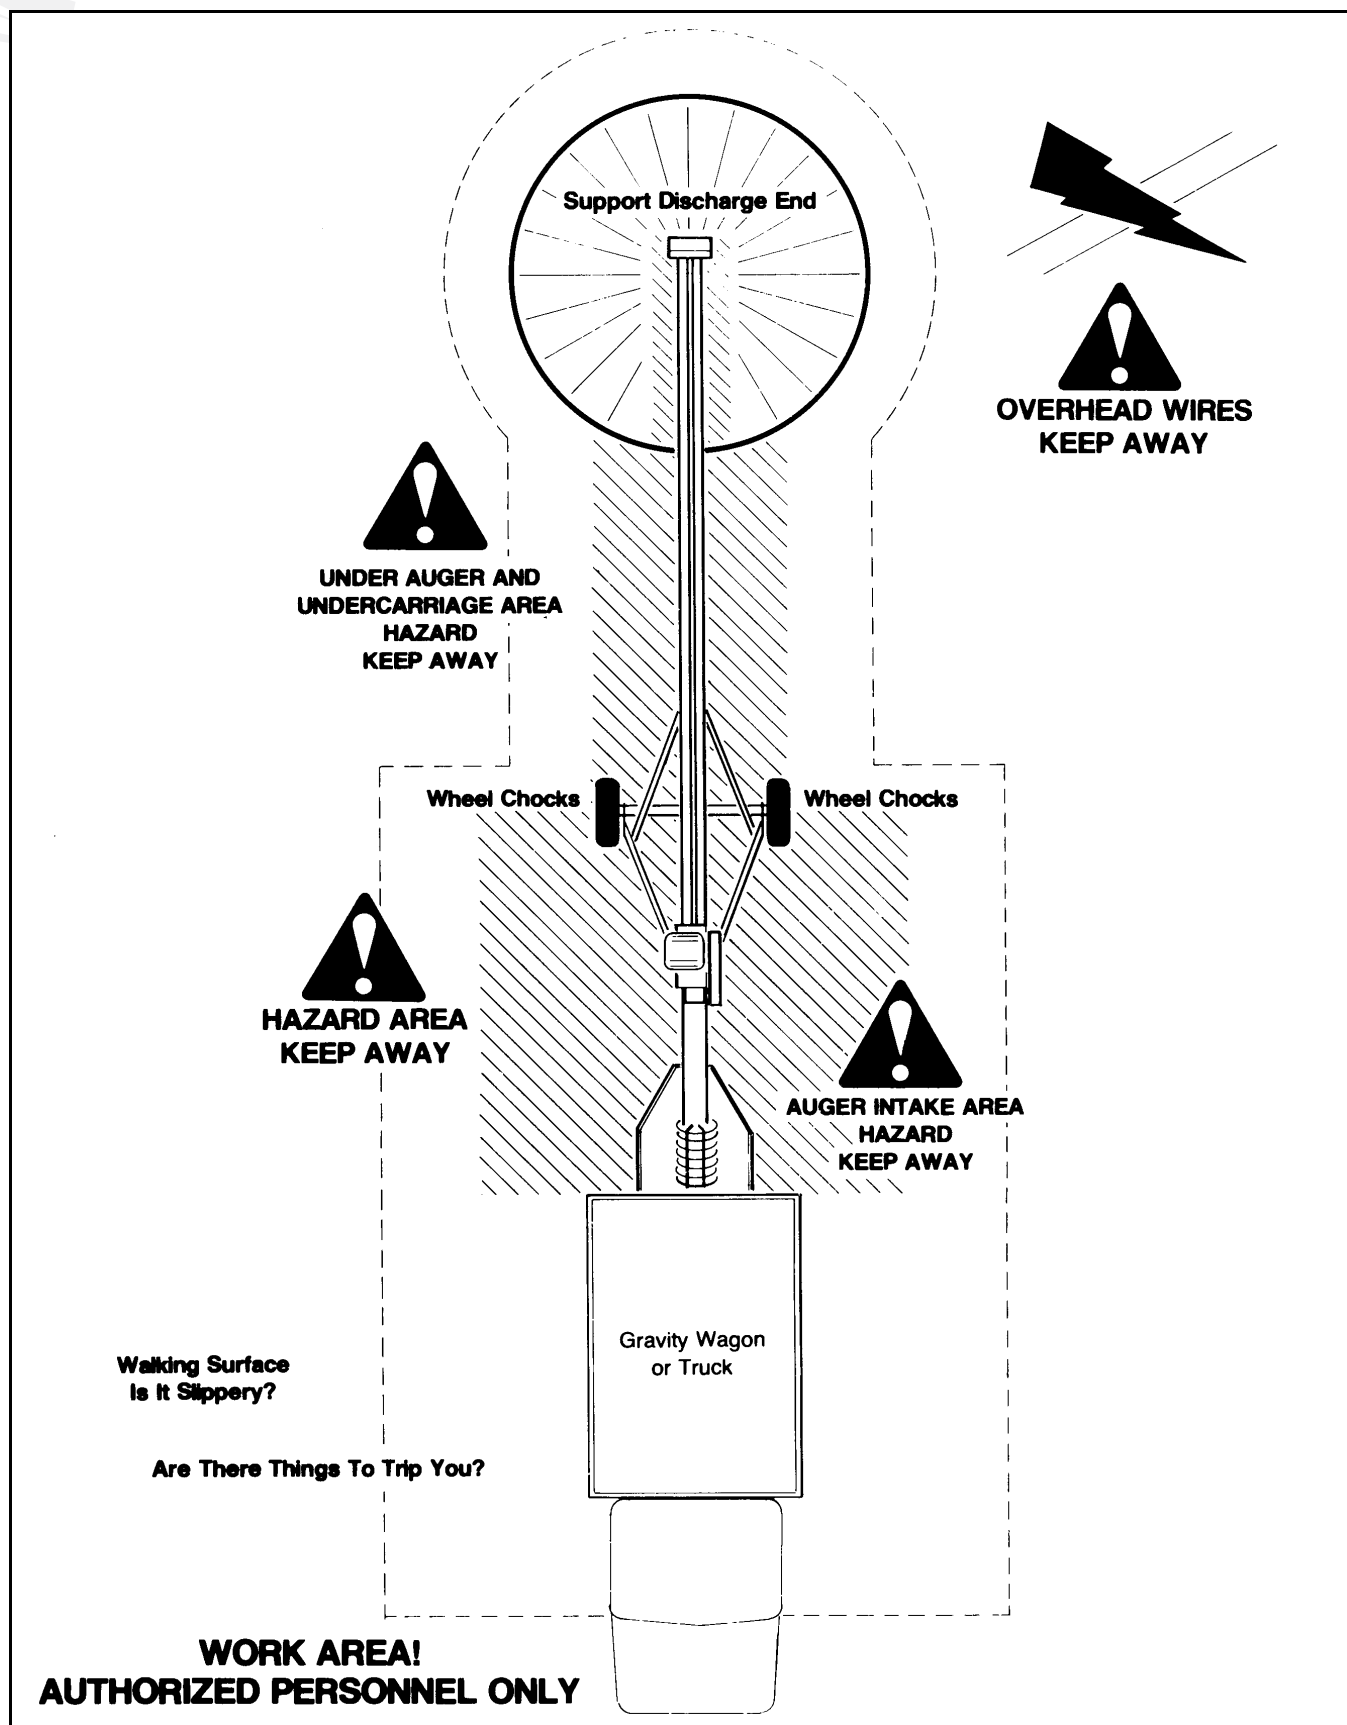 Support Discharge End
OVERHEAD WIRES
KEEP AWAY
UNDER AUGER AND
UNDERCARRIAGE AREA
HAZARD
KEEP AWAY
Wheel Chocks
Wheel Chocks
HAZARD AREA
KEEP AWAY
AUGER INTAKE AREA
HAZARD
KEEP AWAY
Gravity Wagon
or Truck
Walking Surface
Is It Slippery?
Are There Things To Trip You?
WORK AREA!
AUTHORIZED PERSONNEL ONLY